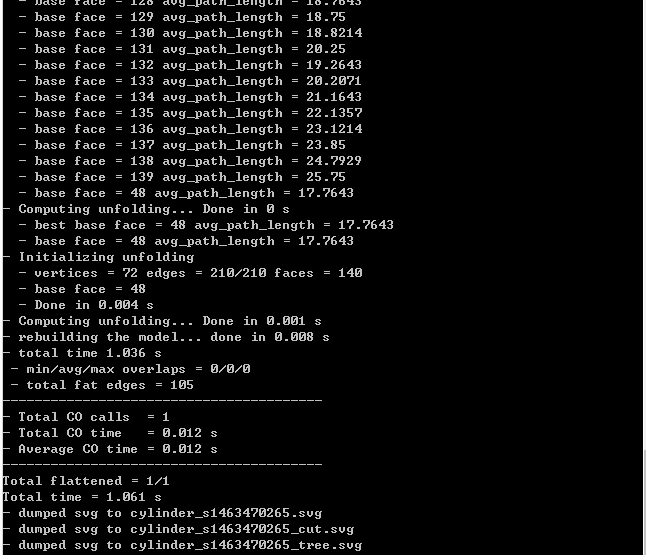 - base face = 128 avg_path_length = 18.7643
- base face = 129 avg_path_length = 18.75
- base face = 130 avg_path_length = 18.8214
- base face = 131 avg_path_length = 20.25
- base face = 132 avg_path_length = 19.2643
- base face = 133 avg_path_length = 20.2071
- base face = 134 avg_path_length = 21.1643
- base face = 135 avg_path_length = 22.1357
- base face = 136 avg_path_length = 23.1214
- base face = 137 avg_path_length = 23.85
- base face = 138 avg_path_length = 24.7929
- base face = 139 avg_path_length = 25.75
- base face = 48 avg_path_length = 17.7643
- Computing unfolding... Done in 0 s
- best base face = 48 avg_path_length = 17.7643
- base face = 48 avg_path_length = 17.7643
- Initializing unfolding
- vertices = 72 edges = 210/210 faces = 140
- base face = 48
- Done in 0.004 s
- Computing unfolding... Done in 0.001 s
- rebuilding the model... done in 0.008 s
- total time 1.036 s
- min/avg/max overlaps = 0/0/0
- total fat edges = 105
----------------------------------------
- Total CO calls  = 1
- Total CO time   = 0.012 s
- Average CO time = 0.012 s
----------------------------------------
Total flattened = 1/1
Total time = 1.061 s
- dumped svg to cylinder_s1463470265.svg
- dumped svg to cylinder_s1463470265_cut.svg
- dumped svg to cylinder_s1463470265_tree.svg